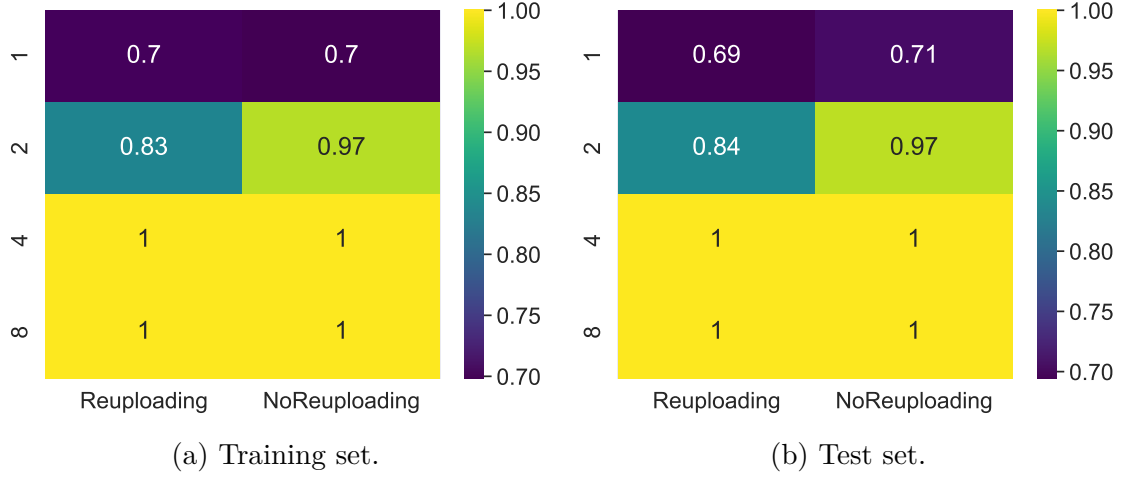 1 0.7 0.7
2 0.83 0.97
4 1 1
8 1 1
Reuploading NoReuploading
1.00
0.95
0.90
0.85
0.80
0.75
0.70
(a) Training set.
1 0.69 0.71
2 0.84 0.97
4 1 1
8 1 1
Reuploading NoReuploading
1.00
0.95
0.90
0.85
0.80
0.75
0.70
(b) Test set.